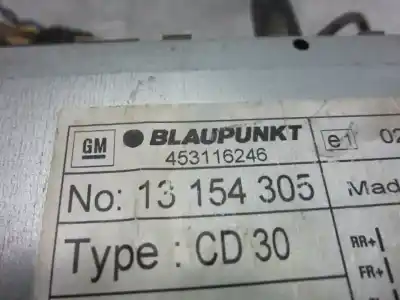 GM BLAUPUNKT e1 02
453116246
No: 13 154 305 Mad
Type : CD 30 RR+
FR+